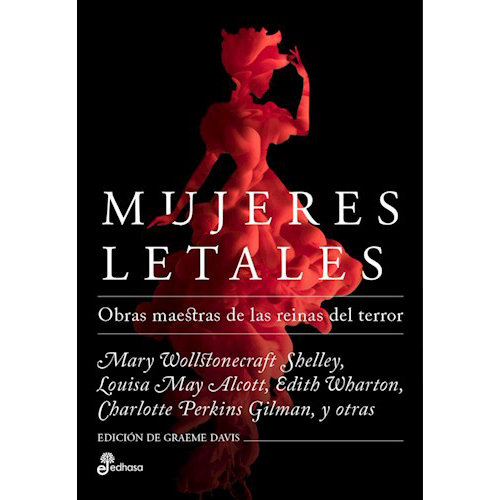 MUJERES
LETALES
Obras maestras de las reinas del terror
Mary Wollstonecraft Shelley,
Louisa May Alcott, Edith Wharton,
Charlotte Perkins Gilman, y otras
EDICIÓN DE GRAEME DAVIS
edhasa